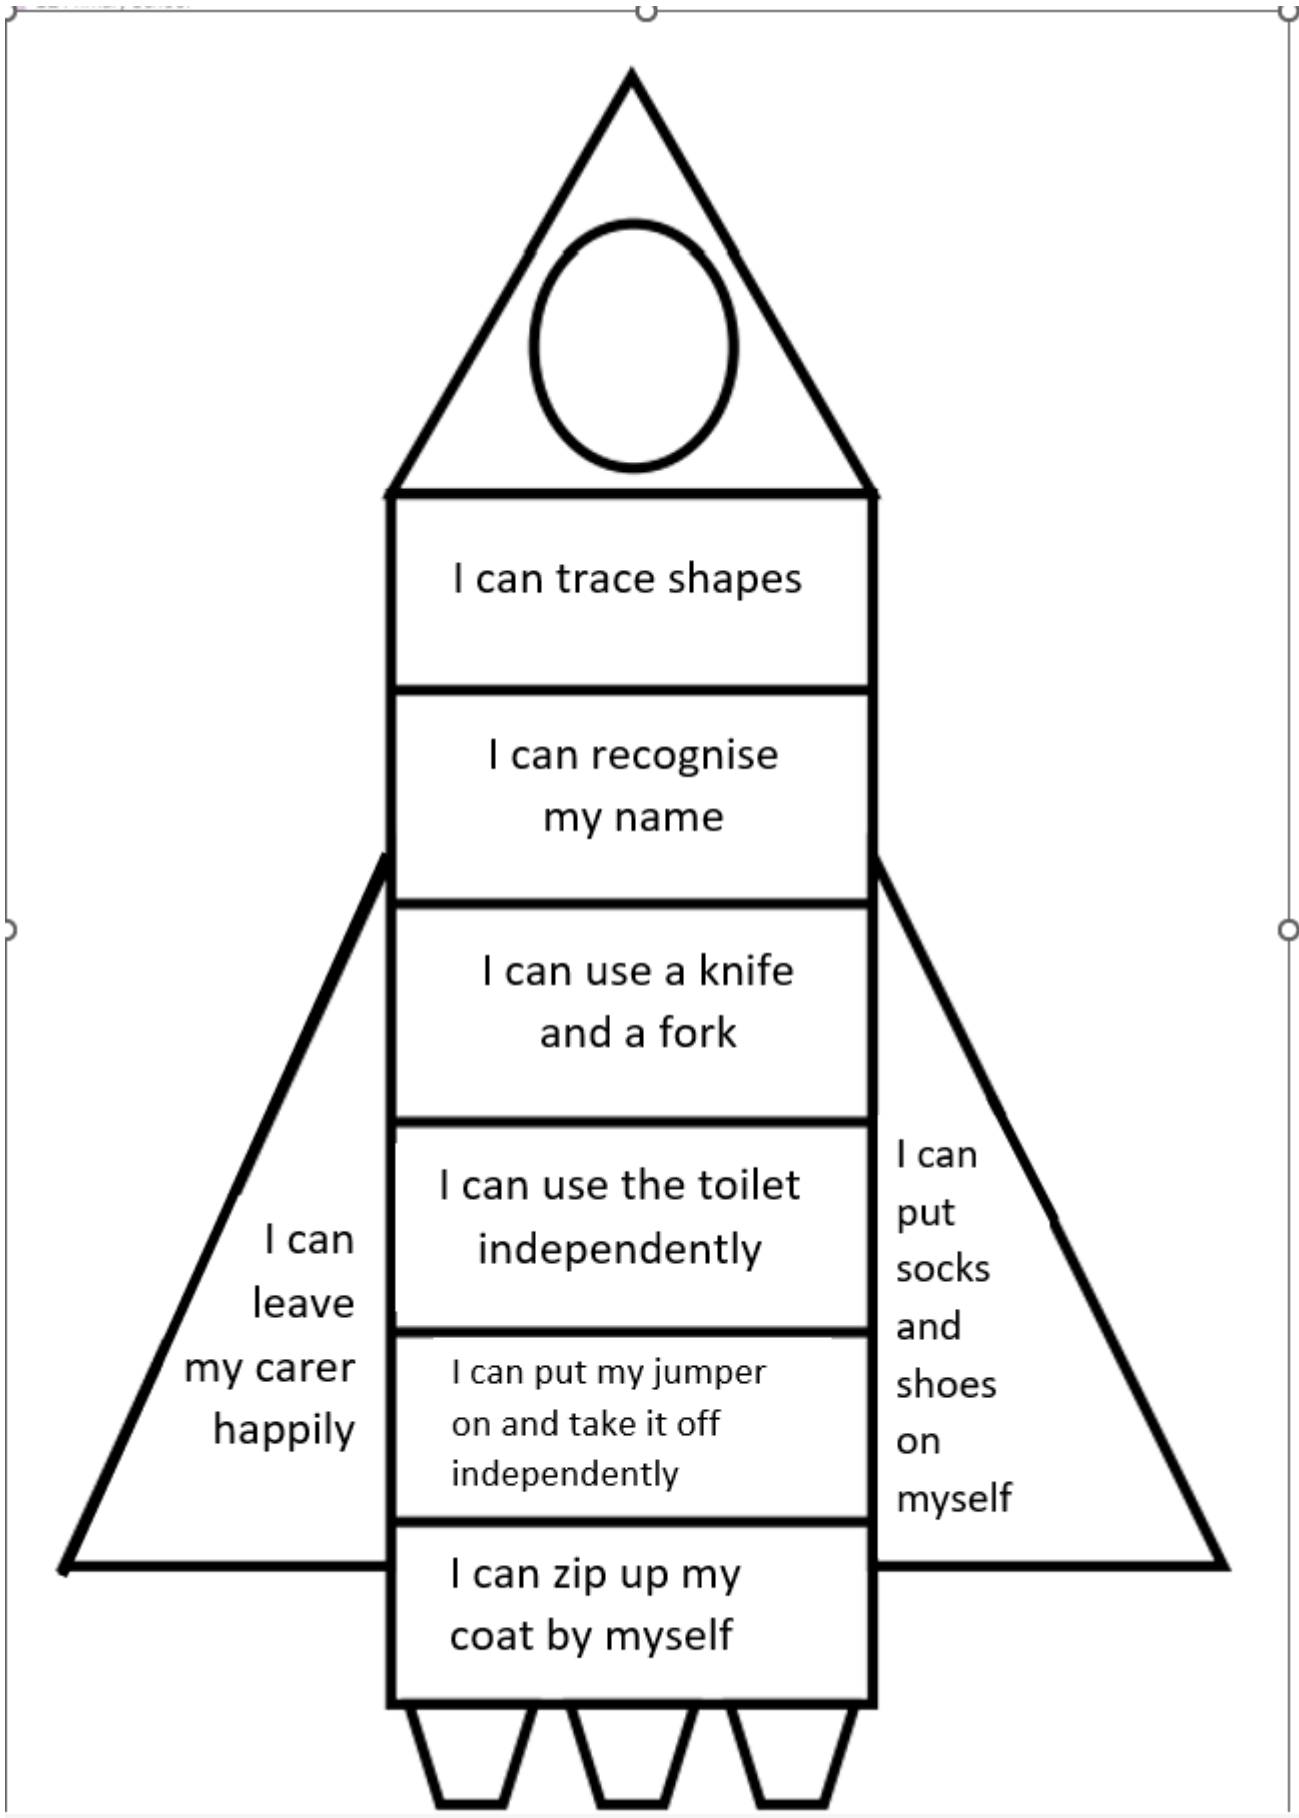 I can trace shapes
I can recognise
my name
I can use a knife
and a fork
I can use the toilet
independently
I can put my jumper
on and take it off
independently
I can zip up my
coat by myself
I can
leave
my carer
happily
I can
put
socks
and
shoes
on
myself